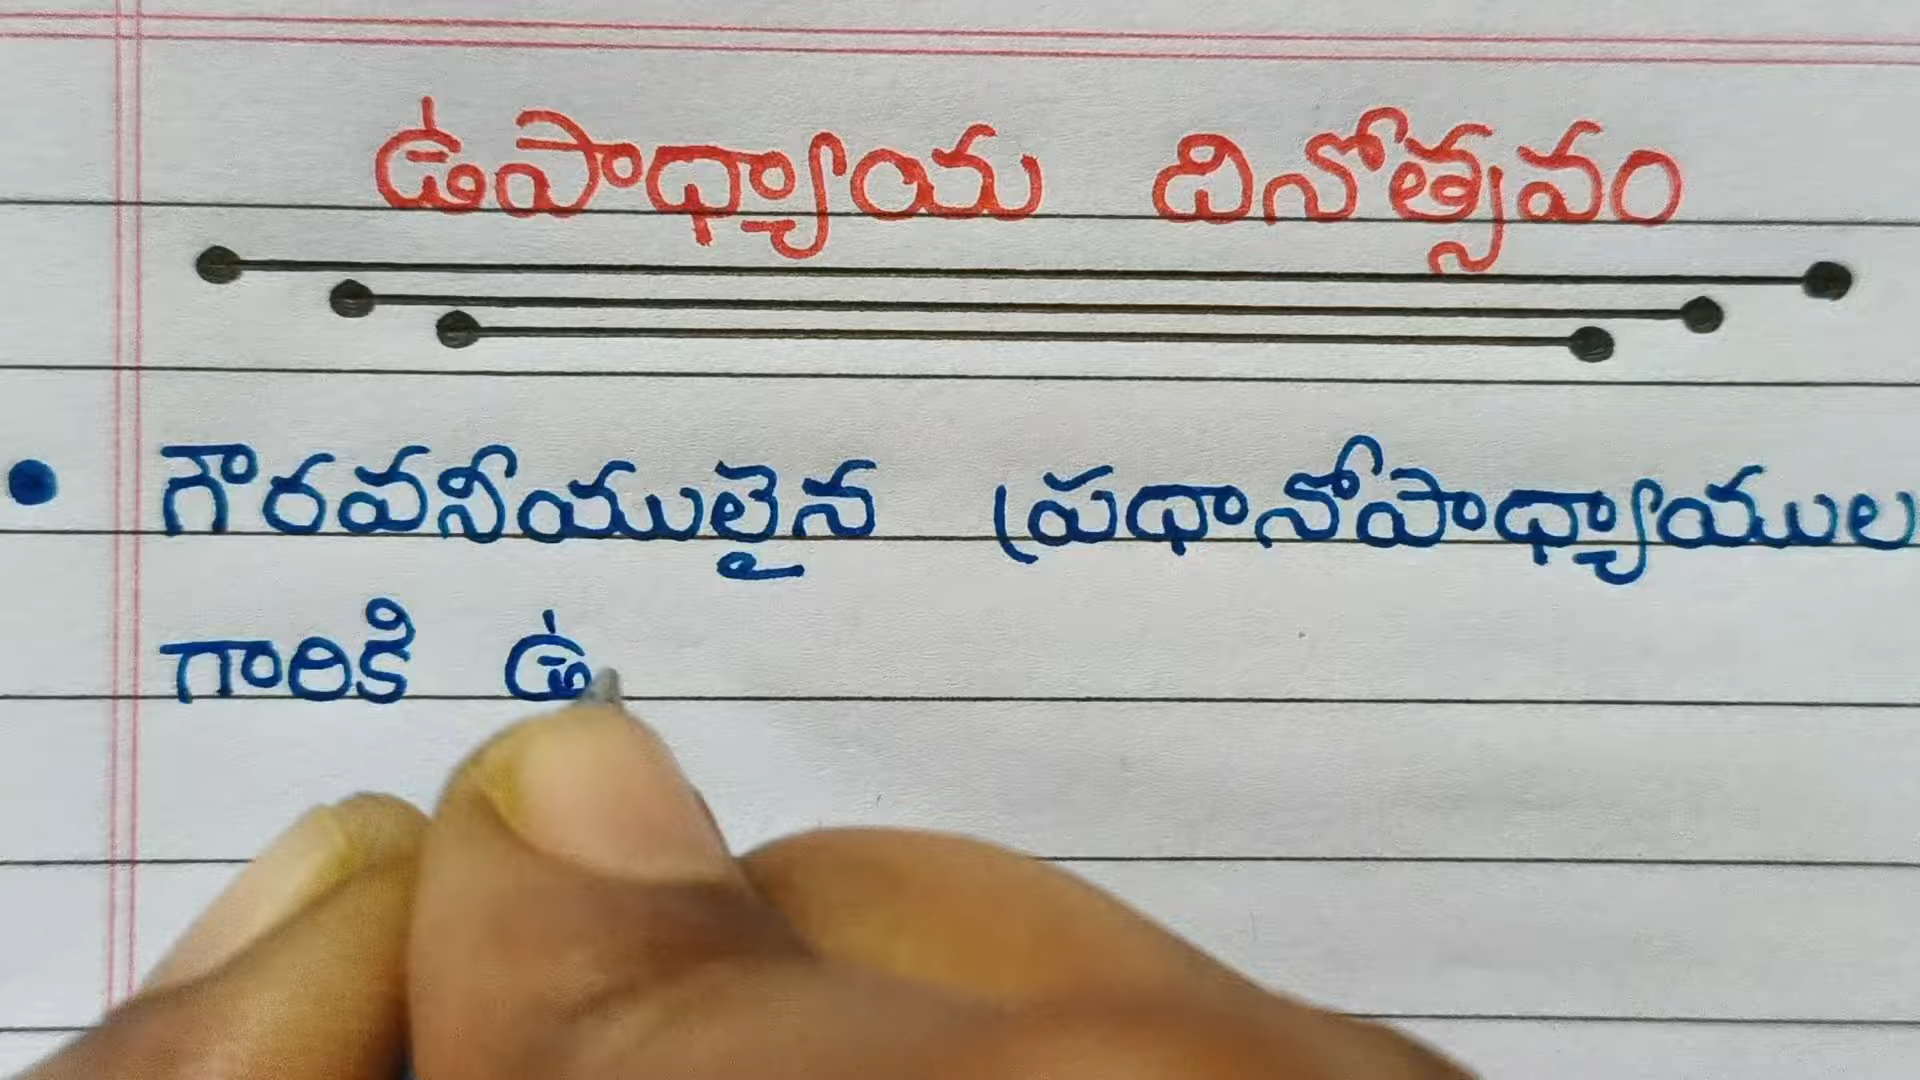 ఉపాధ్యాయ దినోత్సవం
• గౌరవనీయులైన ప్రధానోపాధ్యాయుల
గారికి ఉ